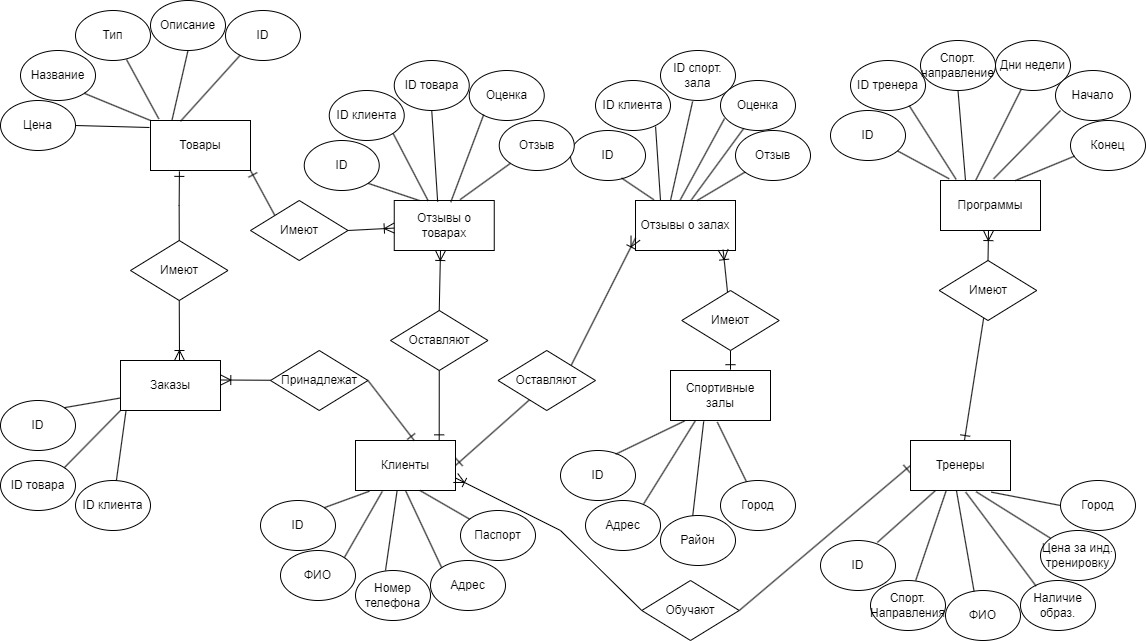 Цена
Название
Тип
Описание
ID
Товары
ID
ID клиента
ID товара
Оценка
Отзыв
Отзывы о
товарах
ID
ID клиента
ID спорт.
зала
Оценка
Отзыв
Отзывы о залах
ID
ID тренера
Спорт.
направление
Дни недели
Начало
Конец
Программы
Имеют
Имеют
Имеют
Имеют
Оставляют
Оставляют
Принадлежат
Заказы
ID
ID товара
ID клиента
Клиенты
ID
ФИО
Номер
телефона
Адрес
Паспорт
Спортивные
залы
ID
Адрес
Район
Город
Обучают
Тренеры
ID
Спорт.
Направления
ФИО
Наличие
образ.
Цена за инд.
тренировку
Город